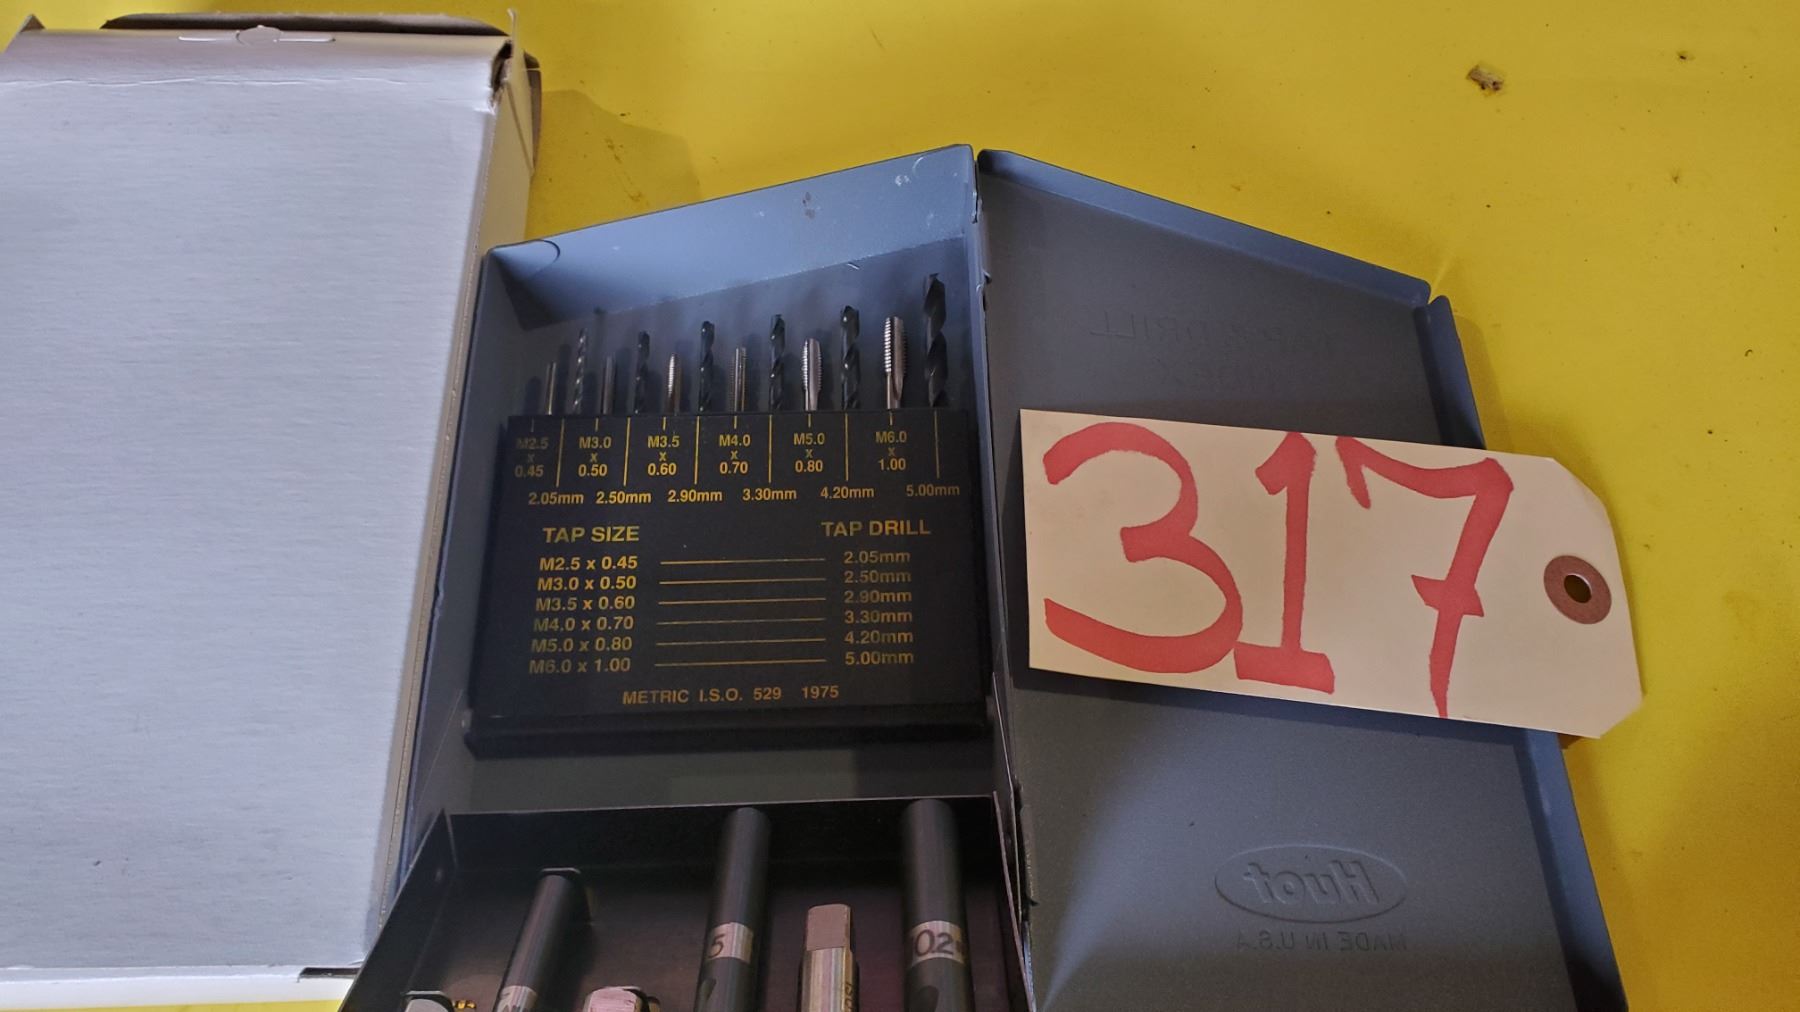 M2.5 M3.0 M3.5 M4.0 M5.0 M6.0
x x x x x x
0.45 0.50 0.60 0.70 0.80 1.00
2.05mm 2.50mm 2.90mm 3.30mm 4.20mm 5.00mm
TAP SIZE TAP DRILL
M2.5 x 0.45 2.05mm
M3.0 x 0.50 2.50mm
M3.5 x 0.60 2.90mm
M4.0 x 0.70 3.30mm
M5.0 x 0.80 4.20mm
M6.0 x 1.00 5.00mm
METRIC I.S.O. 529 1975
317
Huot
MADE IN U.S.A.
5